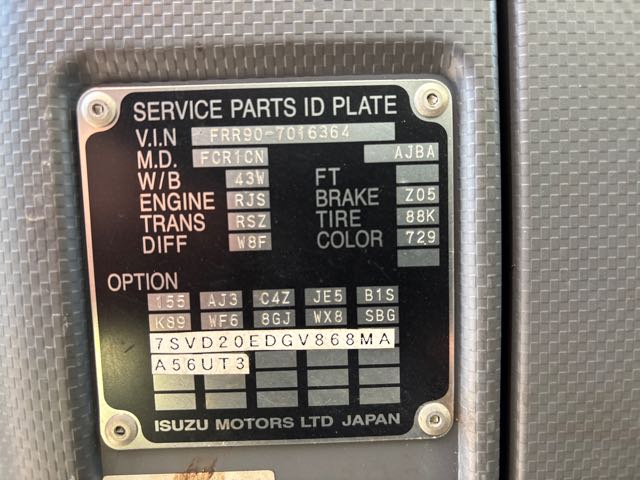 SERVICE PARTS ID PLATE
V.I.N FRR90-7016364
M.D. FCR1CN AJBA
W/B 43W FT
ENGINE RJS BRAKE Z05
TRANS RSZ TIRE 88K
DIFF W8F COLOR 729
OPTION
155 AJ3 C4Z JE5 B1S
K89 WF6 8GJ WX8 SBG
7SVD20EDGV868MA
A56UT3
ISUZU MOTORS LTD JAPAN